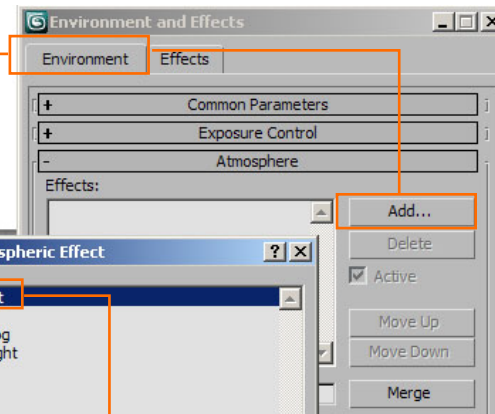 Environment and Effects
Environment Effects
+ Common Parameters
+ Exposure Control
- Atmosphere
Effects:
Add...
Delete
Active
Move Up
Move Down
Merge
spheric Effect